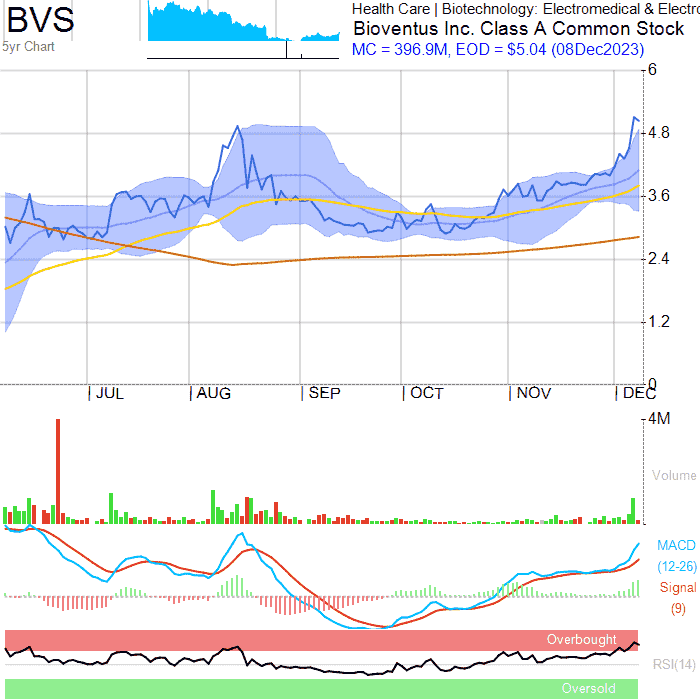 BVS
5yr Chart
Health Care | Biotechnology: Electromedical & Electro
Bioventus Inc. Class A Common Stock
MC = 396.9M, EOD = $5.04 (08Dec2023)
6
4.8
3.6
2.4
1.2
0
JUL AUG SEP OCT NOV DEC
4M
Volume
MACD
(12-26)
Signal
(9)
Overbought
RSI(14)
Oversold